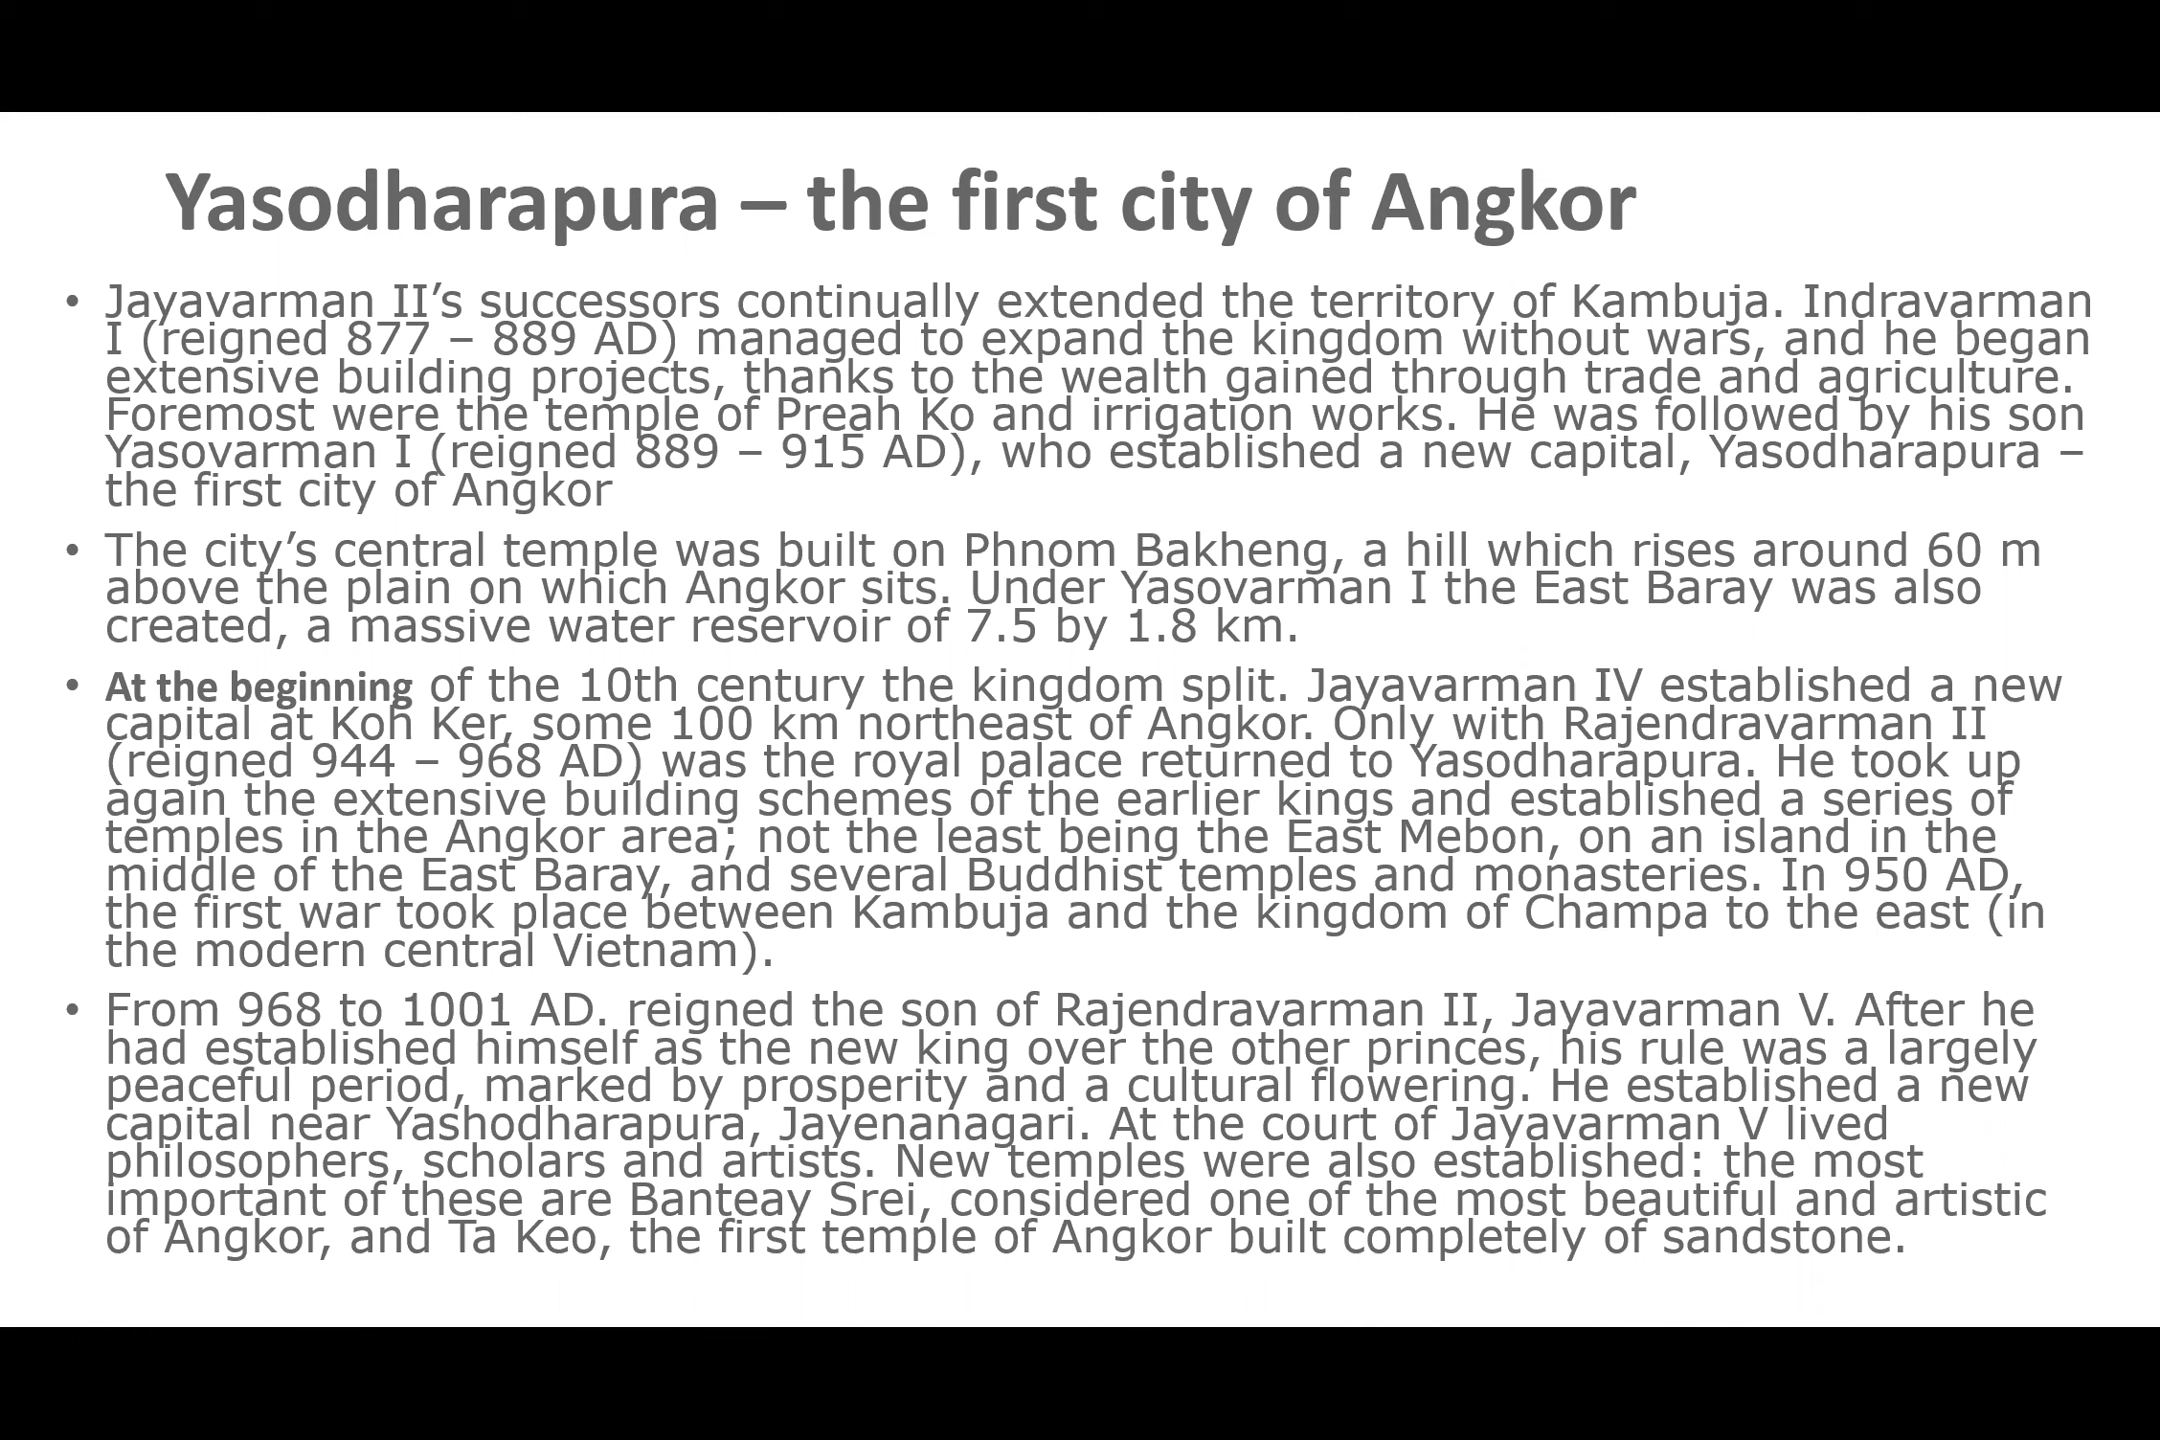 Yasodharapura – the first city of Angkor
• Jayavarman II’s successors continually extended the territory of Kambuja. Indravarman
I (reigned 877 – 889 AD) managed to expand the kingdom without wars, and he began
extensive building projects, thanks to the wealth gained through trade and agriculture.
Foremost were the temple of Preah Ko and irrigation works. He was followed by his son
Yasovarman I (reigned 889 – 915 AD), who established a new capital, Yasodharapura –
the first city of Angkor
• The city’s central temple was built on Phnom Bakheng, a hill which rises around 60 m
above the plain on which Angkor sits. Under Yasovarman I the East Baray was also
created, a massive water reservoir of 7.5 by 1.8 km.
• At the beginning of the 10th century the kingdom split. Jayavarman IV established a new
capital at Koh Ker, some 100 km northeast of Angkor. Only with Rajendravarman II
(reigned 944 – 968 AD) was the royal palace returned to Yasodharapura. He took up
again the extensive building schemes of the earlier kings and established a series of
temples in the Angkor area; not the least being the East Mebon, on an island in the
middle of the East Baray, and several Buddhist temples and monasteries. In 950 AD,
the first war took place between Kambuja and the kingdom of Champa to the east (in
the modern central Vietnam).
• From 968 to 1001 AD. reigned the son of Rajendravarman II, Jayavarman V. After he
had established himself as the new king over the other princes, his rule was a largely
peaceful period, marked by prosperity and a cultural flowering. He established a new
capital near Yashodharapura, Jayenanagari. At the court of Jayavarman V lived
philosophers, scholars and artists. New temples were also established: the most
important of these are Banteay Srei, considered one of the most beautiful and artistic
of Angkor, and Ta Keo, the first temple of Angkor built completely of sandstone.